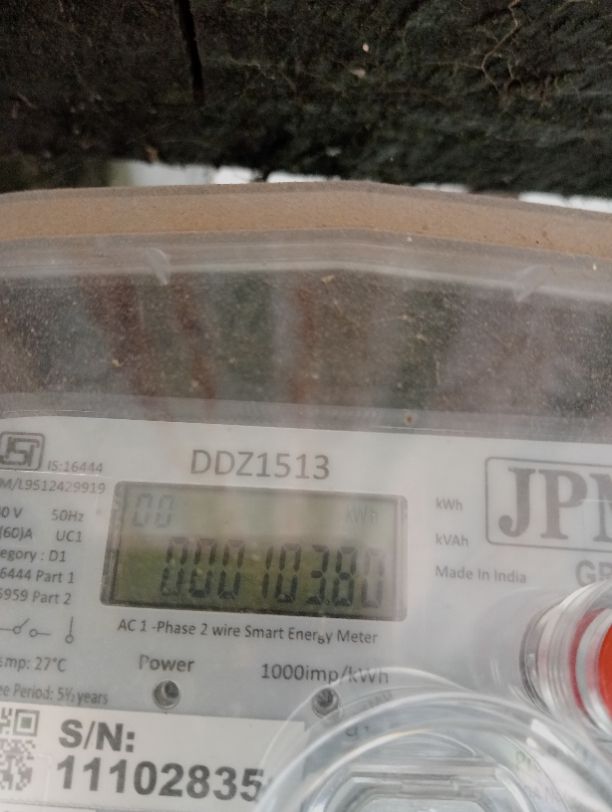 IS:16444
M/L9512429919
DDZ1513
0 V 50Hz
(60)A UC1
egory : D1
6444 Part 1
5959 Part 2
00 kWh
000103.80
kWh
kVAh
JP
Made In India
AC 1 -Phase 2 wire Smart Energy Meter
emp: 27°C
Power
1000imp/kWh
ee Period: 5½ years
S/N:
11102835